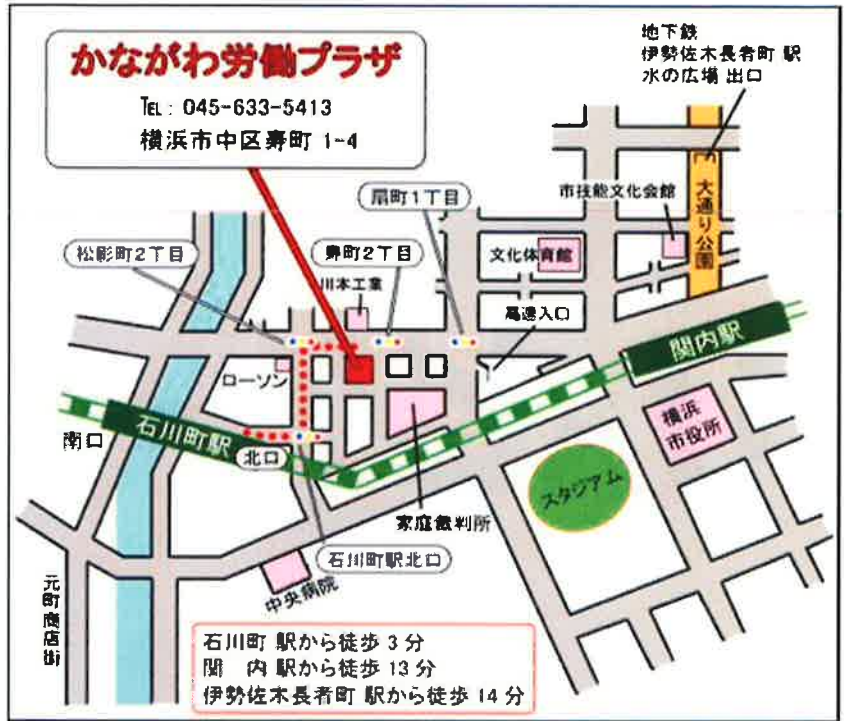 かながわ労働プラザ
TEL: 045-633-5413
横浜市中区寿町 1-4
地下鉄
伊勢佐木長者町 駅
水の広場 出口
扇町1丁目
市技能文化会館
大通り公園
松影町2丁目
寿町2丁目
文化体育館
川本工業
高速入口
関内駅
ローソン
石川町駅
南口
北口
横浜
市役所
スタジアム
家庭裁判所
石川町駅北口
中央病院
元町商店街
石川町 駅から徒歩 3 分
関 内 駅から徒歩 13 分
伊勢佐木長者町 駅から徒歩 14 分